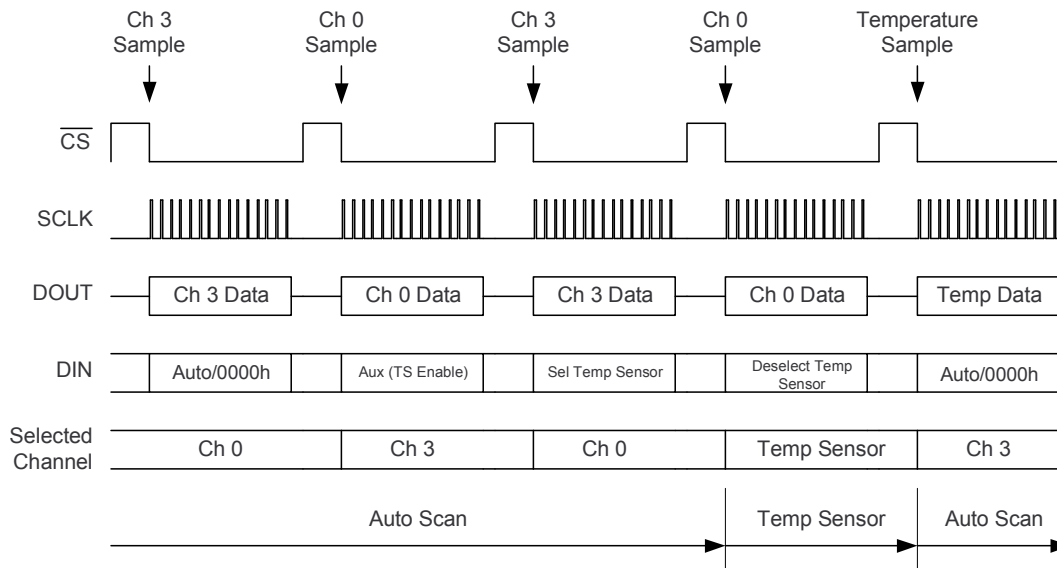 Ch 3
Sample
Ch 0
Sample
Ch 3
Sample
Ch 0
Sample
Temperature
Sample
CS
SCLK
DOUT
Ch 3 Data
Ch 0 Data
Ch 3 Data
Ch 0 Data
Temp Data
DIN
Auto/0000h
Aux (TS Enable)
Sel Temp Sensor
Deselect Temp
Sensor
Auto/0000h
Selected
Channel
Ch 0
Ch 3
Ch 0
Temp Sensor
Ch 3
Auto Scan
Temp Sensor
Auto Scan